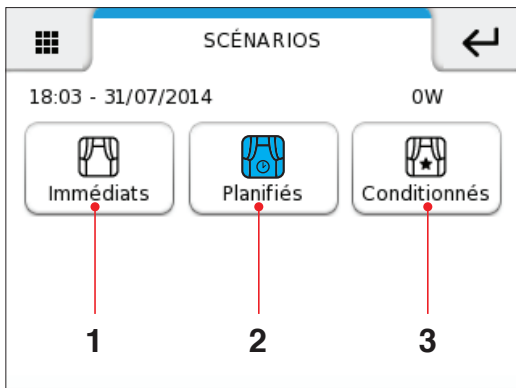 SCÉNARIOS
18:03 - 31/07/2014 0W
Immédiats Planifiés Conditionnés
1 2 3